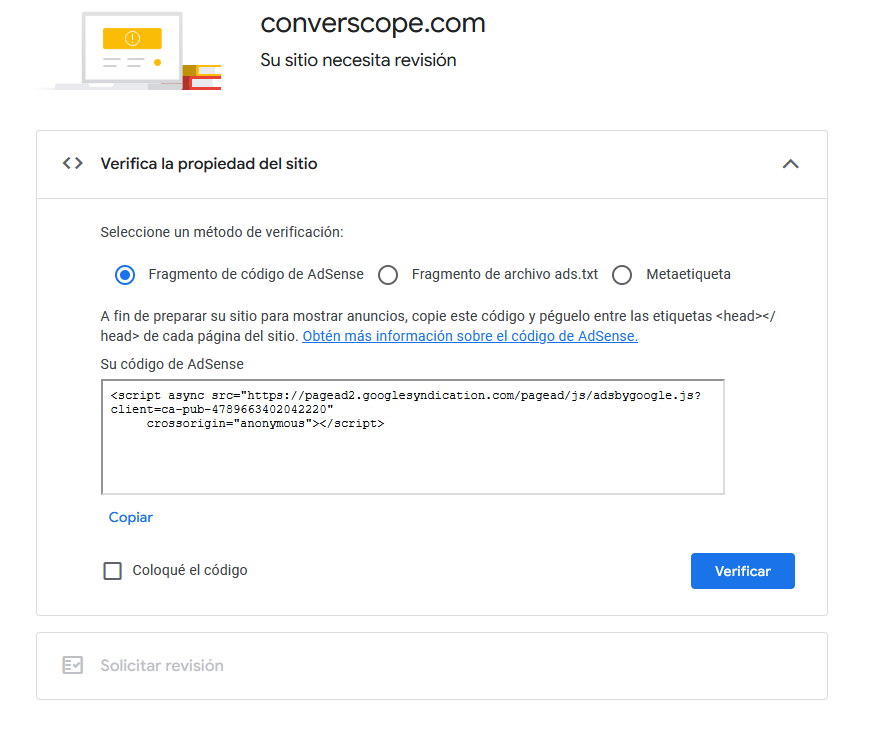 converscope.com
Su sitio necesita revisión
Verifica la propiedad del sitio
Seleccione un método de verificación:
Fragmento de código de AdSense Fragmento de archivo ads.txt Metaetiqueta
A fin de preparar su sitio para mostrar anuncios, copie este código y péguelo entre las etiquetas <head></
head> de cada página del sitio. Obtén más información sobre el código de AdSense.
Su código de AdSense
<script async src="https://pagead2.googlesyndication.com/pagead/js/adsbygoogle.js?
client=ca-pub-4789663402042220"
crossorigin="anonymous"></script>
Copiar
Coloqué el código
Verificar
Solicitar revisión